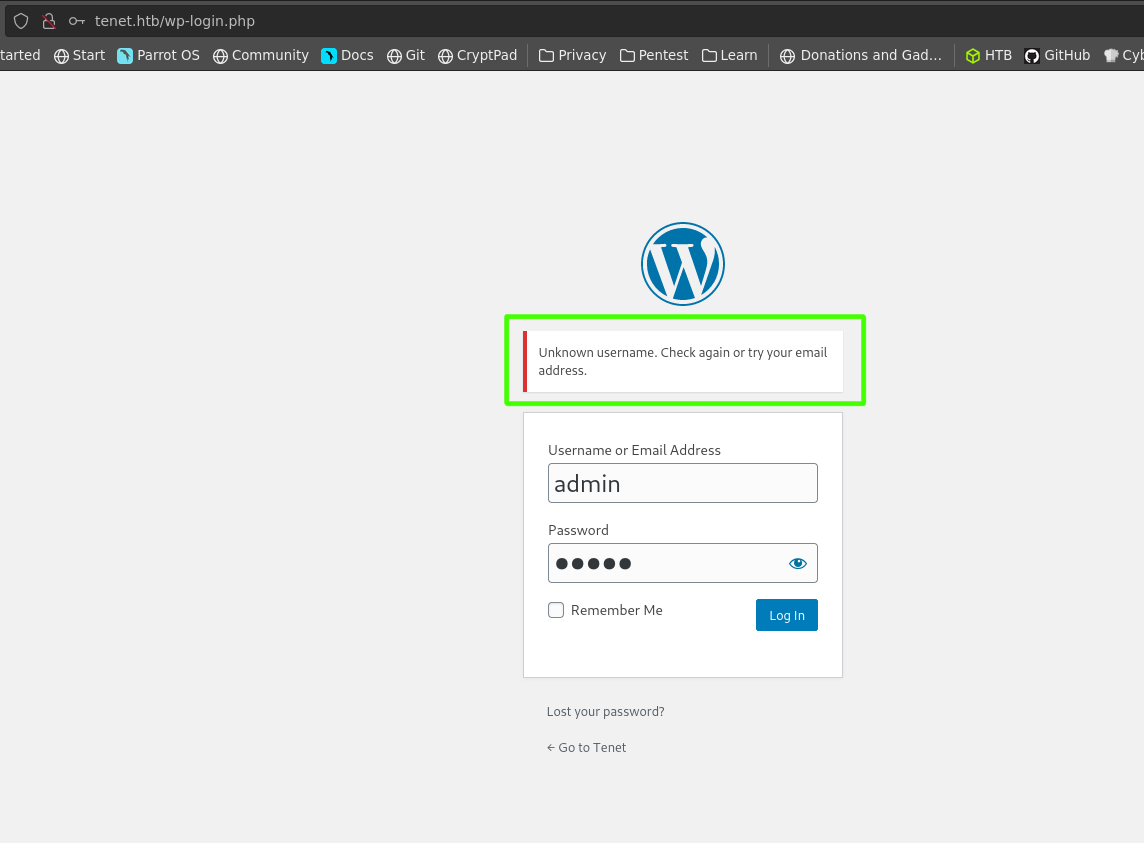 tenet.htb/wp-login.php
tarted Start Parrot OS Community Docs Git CryptPad Privacy Pentest Learn Donations and Gad... HTB GitHub Cyb
Unknown username. Check again or try your email
address.
Username or Email Address
admin
Password
●●●●●
Remember Me
Log In
Lost your password?
← Go to Tenet